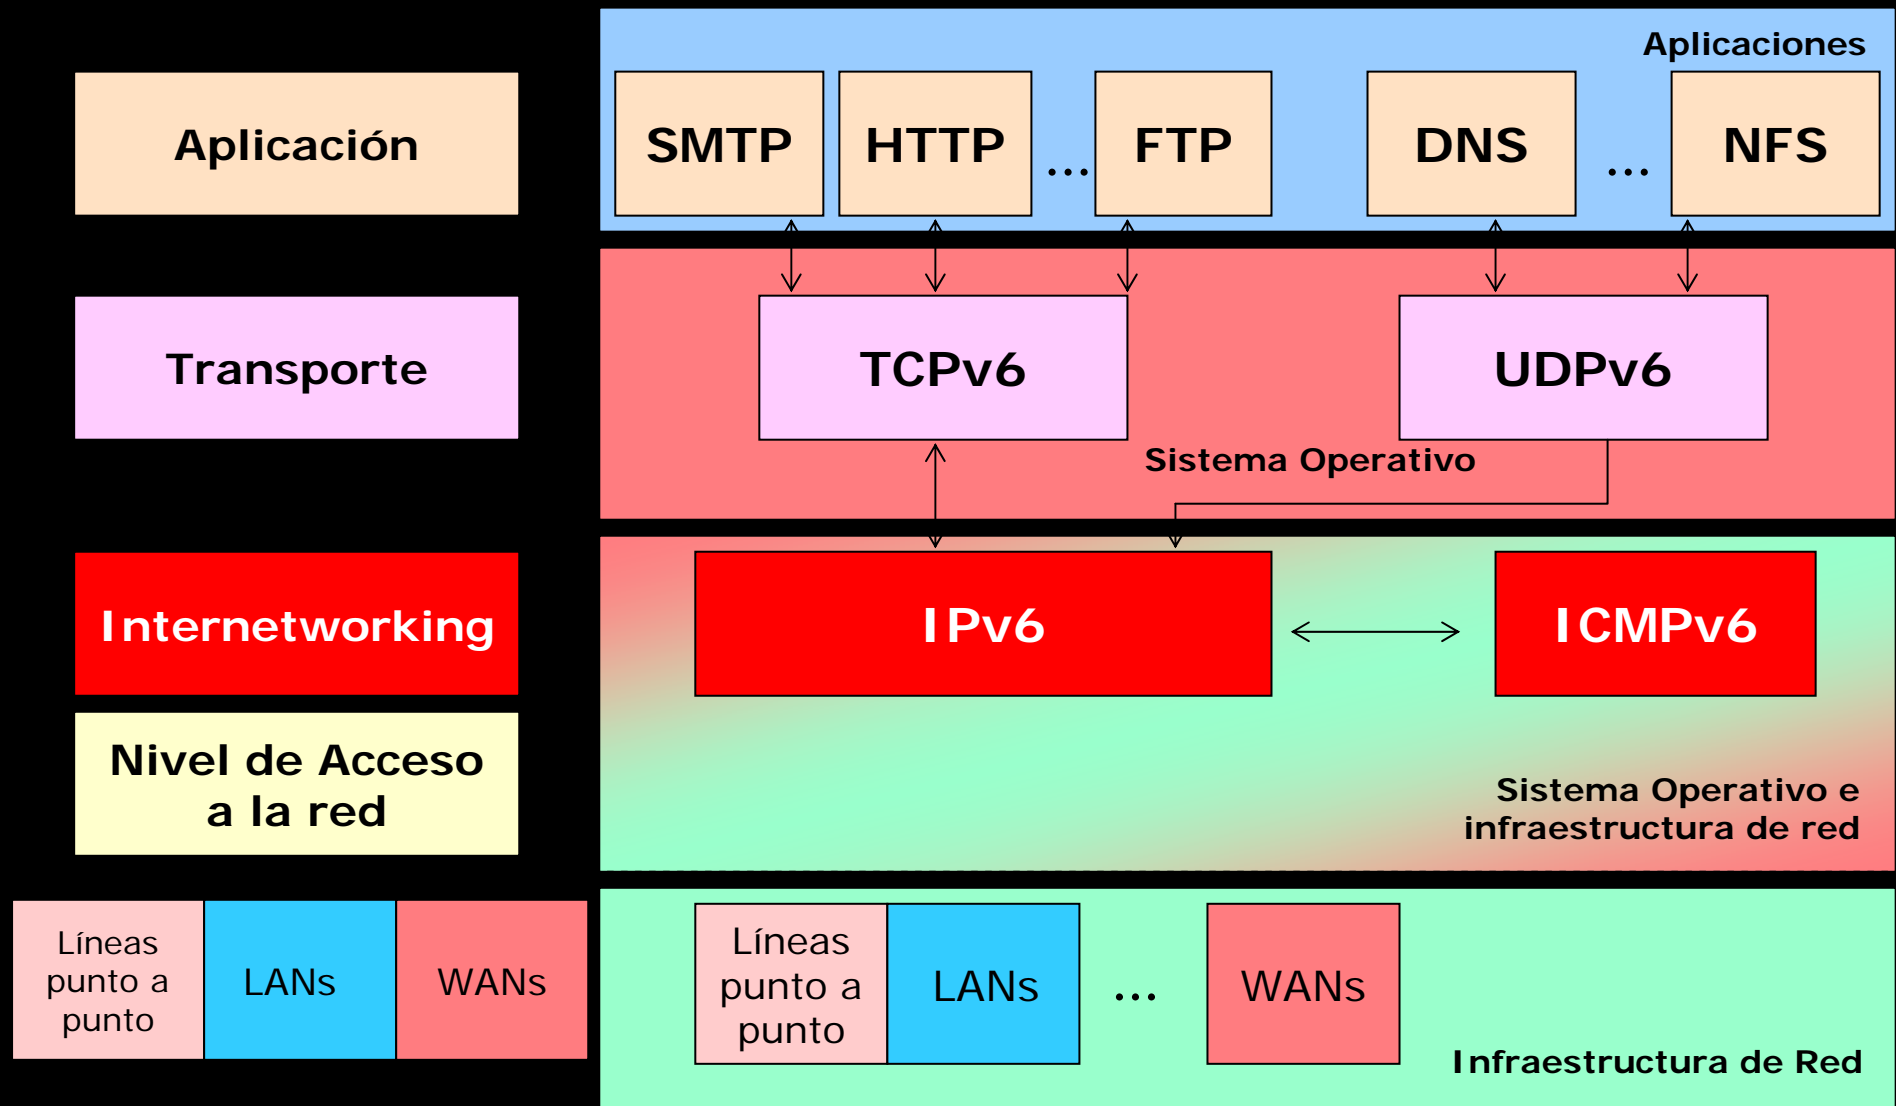 Aplicaciones
Aplicación
SMTP
HTTP
...
FTP
DNS
...
NFS
Transporte
TCPv6
UDPv6
Sistema Operativo
Internetworking
IPv6
ICMPv6
Nivel de Acceso
a la red
Sistema Operativo e
infraestructura de red
Líneas
punto a
punto
LANs
WANs
Líneas
punto a
punto
LANs
...
WANs
Infraestructura de Red